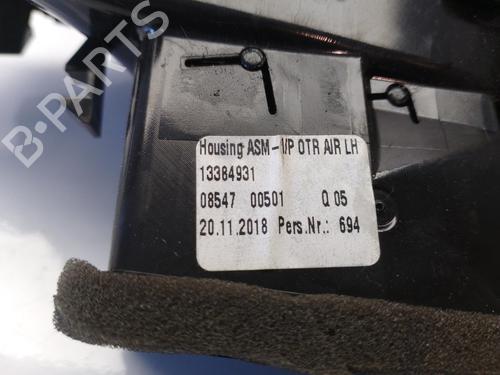 B-PARTS
Housing ASM - I/P OTR AIR LH
13384931
08547 00501 Q 05
20.11.2018 Pers.Nr.: 694